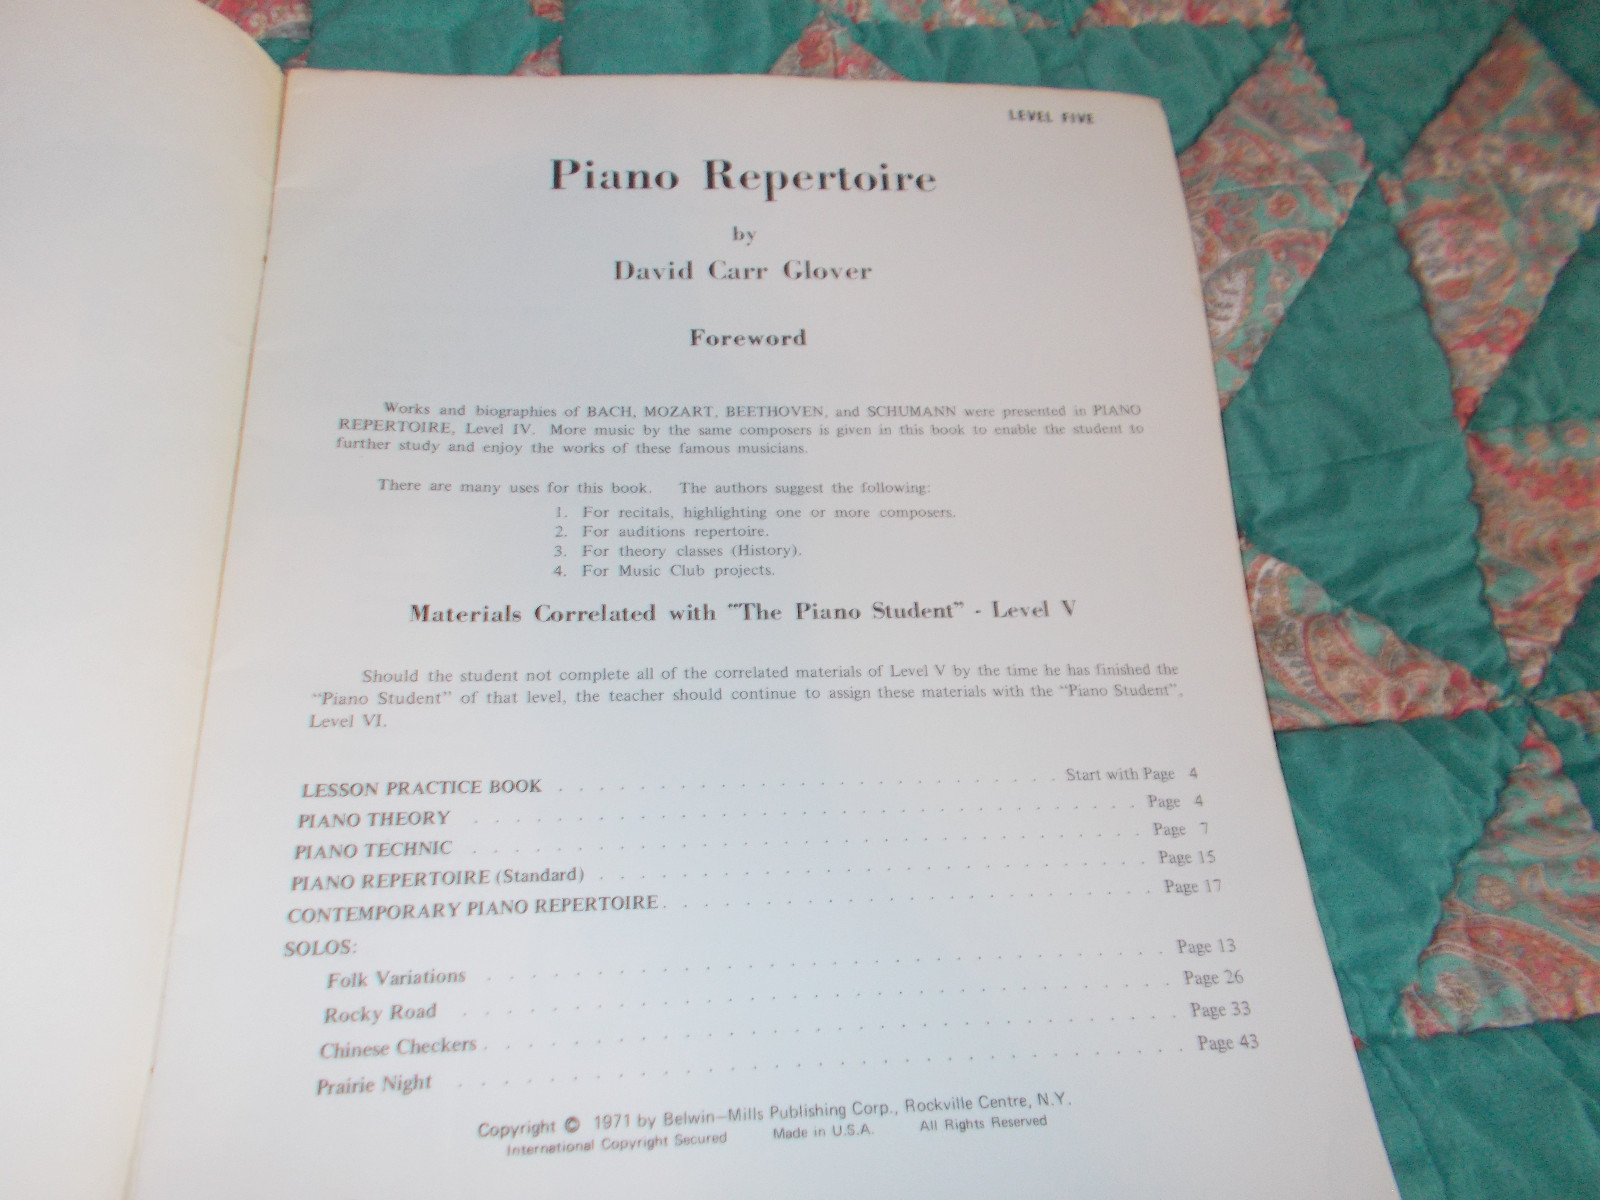 LEVEL FIVE
Piano Repertoire
by
David Carr Glover
Foreword
Works and biographies of BACH, MOZART, BEETHOVEN, and SCHUMANN were presented in PIANO
REPERTOIRE, Level IV. More music by the same composers is given in this book to enable the student to
further study and enjoy the works of these famous musicians.
There are many uses for this book. The authors suggest the following:
1. For recitals, highlighting one or more composers.
2. For auditions repertoire.
3. For theory classes (History).
4. For Music Club projects.
Materials Correlated with "The Piano Student" - Level V
Should the student not complete all of the correlated materials of Level V by the time he has finished the
"Piano Student" of that level, the teacher should continue to assign these materials with the "Piano Student",
Level VI.
LESSON PRACTICE BOOK . . . . . . . . . . . . . . . . . . . . . . . . . . . Start with Page 4
PIANO THEORY . . . . . . . . . . . . . . . . . . . . . . . . . . . . . . . . . . . Page 4
PIANO TECHNIC . . . . . . . . . . . . . . . . . . . . . . . . . . . . . . . . . . . Page 7
PIANO REPERTOIRE (Standard) . . . . . . . . . . . . . . . . . . . . . . . . . . . . . Page 15
CONTEMPORARY PIANO REPERTOIRE . . . . . . . . . . . . . . . . . . . . . . . . . . Page 17
SOLOS:
Folk Variations . . . . . . . . . . . . . . . . . . . . . . . . . . . . . . . . . . . Page 13
Rocky Road . . . . . . . . . . . . . . . . . . . . . . . . . . . . . . . . . . . . . Page 26
Chinese Checkers . . . . . . . . . . . . . . . . . . . . . . . . . . . . . . . . . . . Page 33
Prairie Night . . . . . . . . . . . . . . . . . . . . . . . . . . . . . . . . . . . . . Page 43
Copyright © 1971 by Belwin-Mills Publishing Corp., Rockville Centre, N.Y.
International Copyright Secured Made in U.S.A. All Rights Reserved